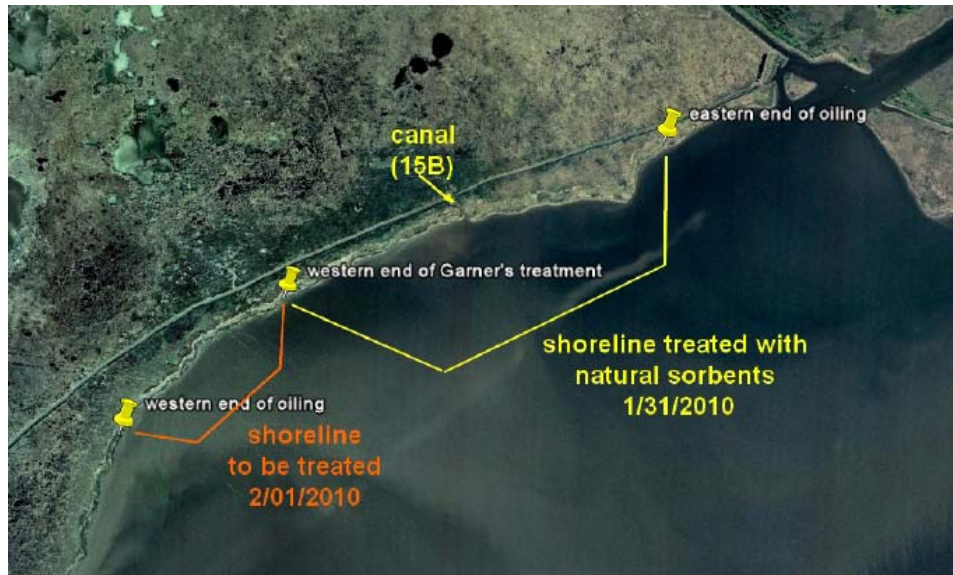 eastern end of oiling
canal
(15B)
western end of Garner's treatment
shoreline treated with
natural sorbents
1/31/2010
western end of oiling
shoreline
to be treated
2/01/2010